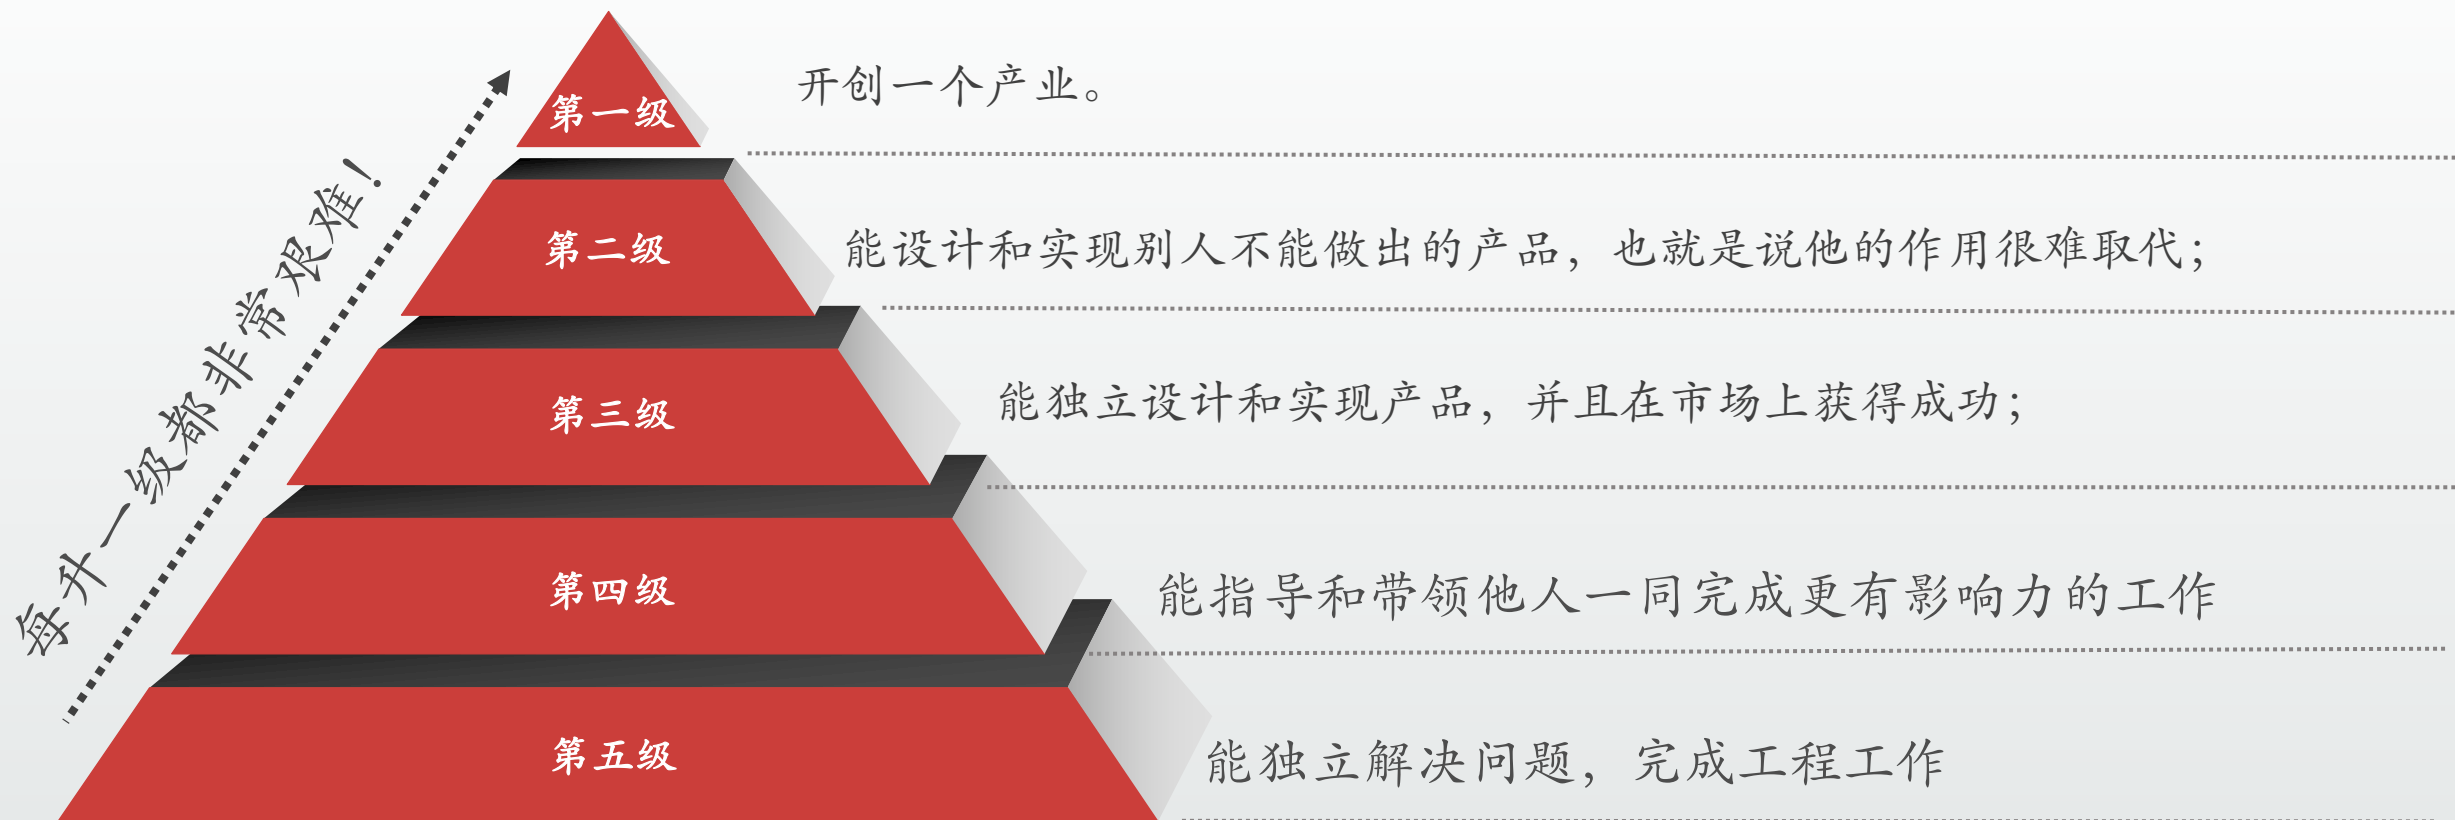 第一级
开创一个产业。
第二级
能设计和实现别人不能做出的产品，也就是说他的作用很难取代；
第三级
能独立设计和实现产品，并且在市场上获得成功；
第四级
能指导和带领他人一同完成更有影响力的工作
第五级
能独立解决问题，完成工程工作
每升一级都非常艰难！